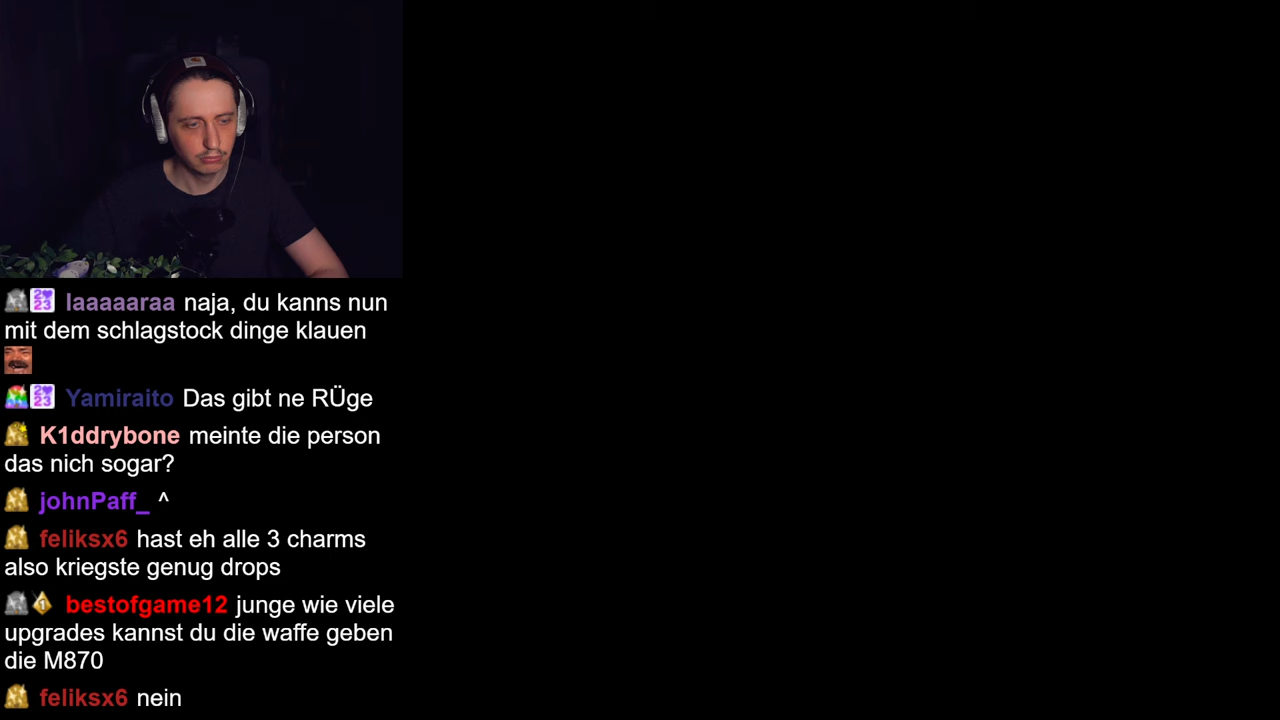 laaaaaraa naja, du kanns nun
mit dem schlagstock dinge klauen
Yamiraito Das gibt ne RÜge
K1ddrybone meinte die person
das nich sogar?
johnPaff_ ^
feliksx6 hast eh alle 3 charms
also kriegste genug drops
bestofgame12 junge wie viele
upgrades kannst du die waffe geben
die M870
feliksx6 nein